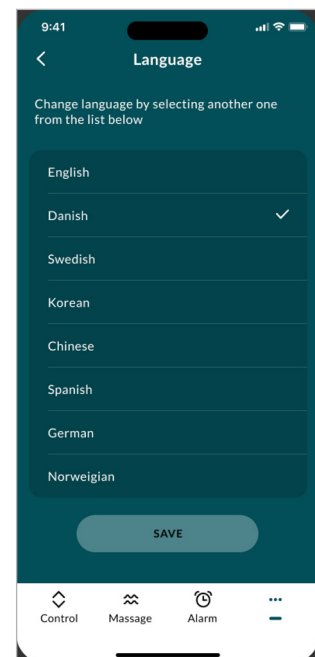 9:41
Language
Change language by selecting another one
from the list below
English
Danish
Swedish
Korean
Chinese
Spanish
German
Norweigian
SAVE
Control Massage Alarm